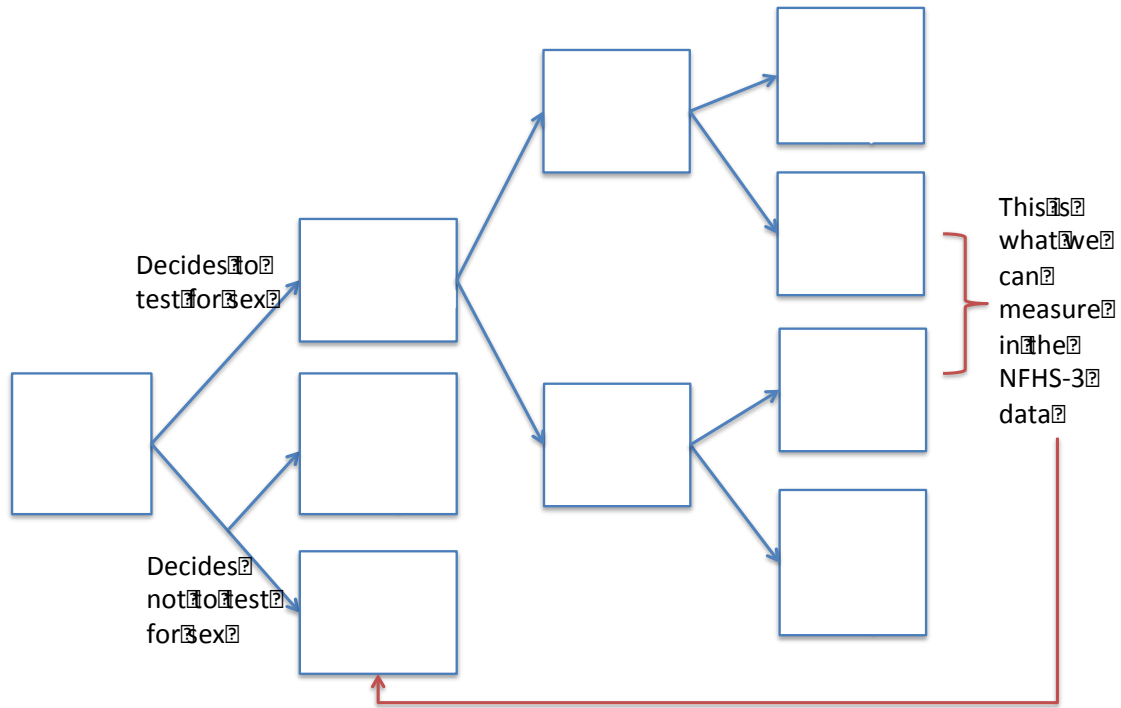 Decides to
test for sex
Decides
not to test
for sex
This is
what we
can
measure
in the
NFHS-3
data